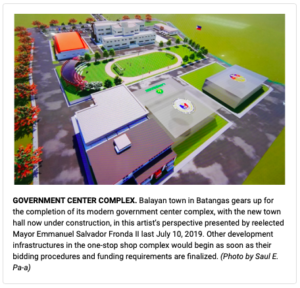 GOVERNMENT CENTER COMPLEX. Balayan town in Batangas gears up for
the completion of its modern government center complex, with the new town
hall now under construction, in this artist's perspective presented by reelected
Mayor Emmanuel Salvador Fronda II last July 10, 2019. Other development
infrastructures in the one-stop shop complex would begin as soon as their
bidding procedures and funding requirements are finalized. (Photo by Saul E.
Pa-a)